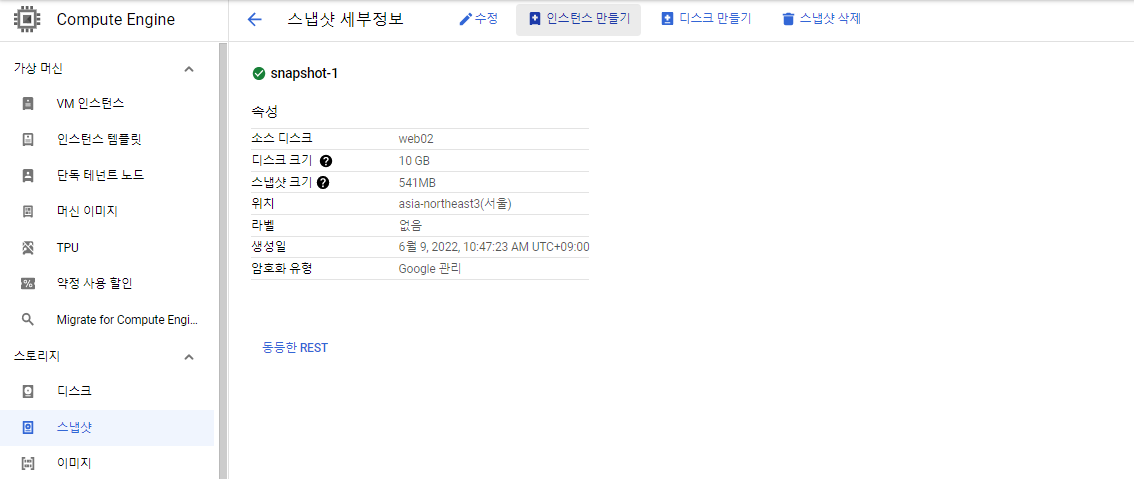 Compute Engine
가상 머신
VM 인스턴스
인스턴스 템플릿
단독 테넌트 노드
머신 이미지
TPU
약정 사용 할인
Migrate for Compute Engi...
스토리지
디스크
스냅샷
이미지
스냅샷 세부정보 수정 인스턴스 만들기 디스크 만들기 스냅샷 삭제
snapshot-1
속성
소스 디스크 web02
디스크 크기 ? 10 GB
스냅샷 크기 ? 541MB
위치 asia-northeast3(서울)
라벨 없음
생성일 6월 9, 2022, 10:47:23 AM UTC+09:00
암호화 유형 Google 관리
동등한 REST